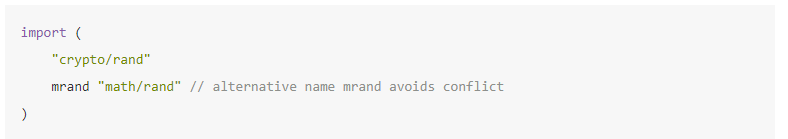 import (
    "crypto/rand"
    mrand "math/rand" // alternative name mrand avoids conflict
)